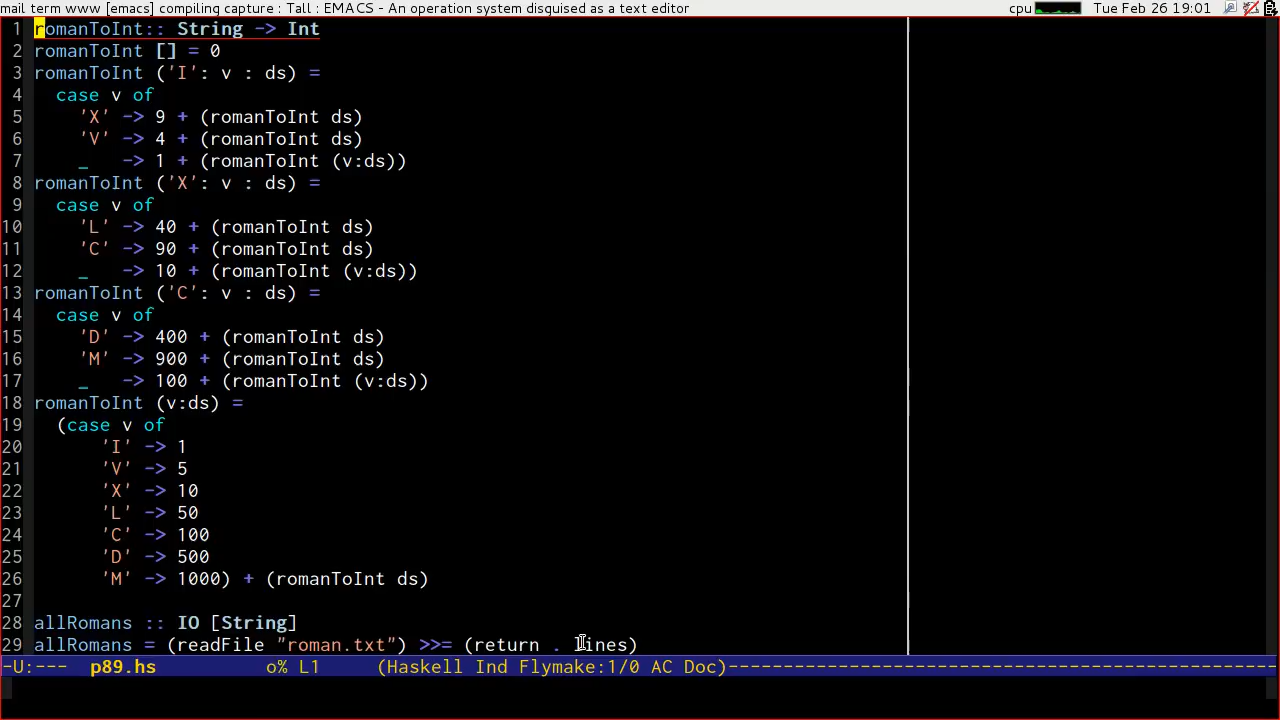 mail term www [emacs] compiling capture : Tall : EMACS - An operation system disguised as a text editor cpu Tue Feb 26 19:01
1 romanToInt:: String -> Int
2 romanToInt [] = 0
3 romanToInt ('I': v : ds) =
4   case v of
5     'X' -> 9 + (romanToInt ds)
6     'V' -> 4 + (romanToInt ds)
7     _   -> 1 + (romanToInt (v:ds))
8 romanToInt ('X': v : ds) =
9   case v of
10     'L' -> 40 + (romanToInt ds)
11     'C' -> 90 + (romanToInt ds)
12     _   -> 10 + (romanToInt (v:ds))
13 romanToInt ('C': v : ds) =
14   case v of
15     'D' -> 400 + (romanToInt ds)
16     'M' -> 900 + (romanToInt ds)
17     _   -> 100 + (romanToInt (v:ds))
18 romanToInt (v:ds) =
19   (case v of
20       'I' -> 1
21       'V' -> 5
22       'X' -> 10
23       'L' -> 50
24       'C' -> 100
25       'D' -> 500
26       'M' -> 1000) + (romanToInt ds)
27
28 allRomans :: IO [String]
29 allRomans = (readFile "roman.txt") >>= (return . lines)
-U:---  p89.hs          o% L1     (Haskell Ind Flymake:1/0 AC Doc)--------------------------------------------------